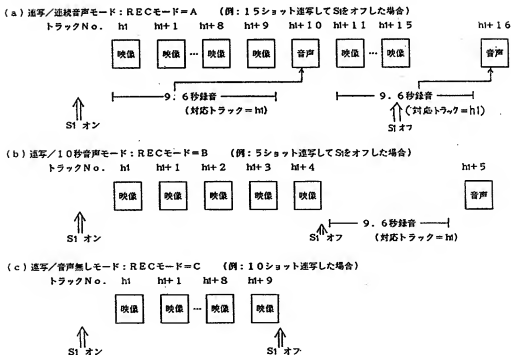 (a)連写/連続音声モード:RECモード=A (例:15ショット連写してS1をオフした場合)
トラックNo. h1 h1+1 h1+8 h1+9 h1+10 h1+11 h1+15 h1+16
映像 映像 … 映像 映像 音声 映像 … 映像 音声
9.6秒録音 9.6秒録音
(対応トラック=h1) (対応トラック=h1)
S1 オン S1 オフ
(b) 連写/10秒音声モード:RECモード=B (例:5ショット連写してS1をオフした場合)
トラックNo. h1 h1+1 h1+2 h1+3 h1+4 h1+5
映像 映像 映像 映像 映像 音声
9.6秒録音
S1 オン S1 オフ (対応トラック=h1)
(c) 連写/音声無しモード:RECモード=C (例:10ショット連写した場合)
トラックNo. h1 h1+1 h1+8 h1+9
映像 映像 … 映像 映像
S1 オン S1 オフ